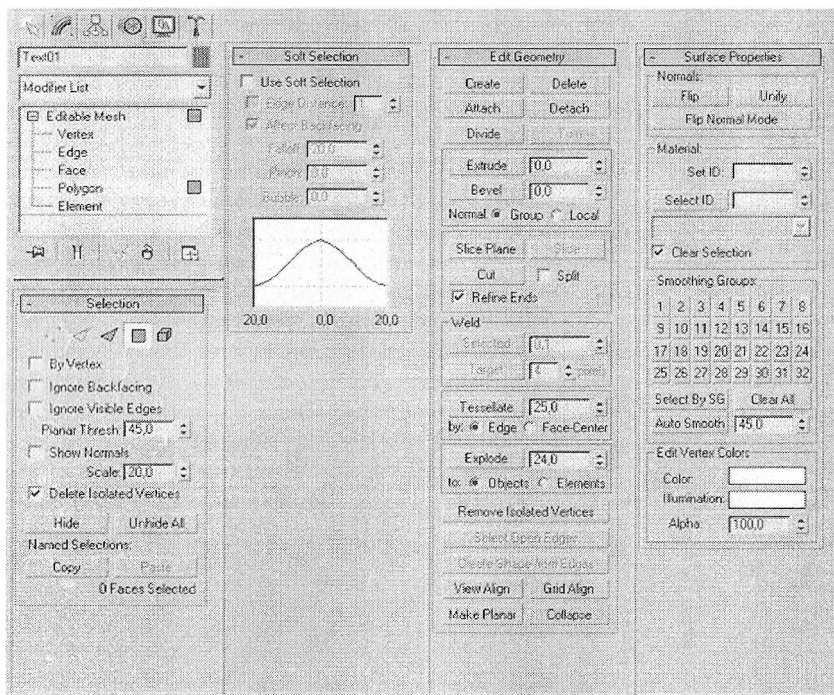 Text01
Modifier List
Editable Mesh
Vertex
Edge
Face
Polygon
Element
- Selection
By Vertex
Ignore Backfacing
Ignore Visible Edges
Planar Thresh: 45,0
Show Normals
Scale: 20,0
Delete Isolated Vertices
Hide Unhide All
Named Selections:
Copy Paste
0 Faces Selected
- Soft Selection
Use Soft Selection
Edge Distance: 1
Affect Backfacing
Falloff: 20,0
Pinch: 0,0
Bubble: 0,0
20,0 0,0 20,0
- Edit Geometry
Create Delete
Attach Detach
Divide Turn
Extrude 0,0
Bevel 0,0
Normal Group Local
Slice Plane Slice
Cut Split
Refine Ends
Weld
Selected 0,1
Target 4 pixels
Tessellate 25,0
by: Edge Face-Center
Explode 24,0
to: Objects Elements
Remove Isolated Vertices
Select Open Edges
Create Shape from Edges
View Align Grid Align
Make Planar Collapse
- Surface Properties
Normals:
Flip Unify
Flip Normal Mode
Material:
Set ID:
Select ID
Clear Selection
Smoothing Groups:
1 2 3 4 5 6 7 8
9 10 11 12 13 14 15 16
17 18 19 20 21 22 23 24
25 26 27 28 29 30 31 32
Select By SG Clear All
Auto Smooth 45,0
Edit Vertex Colors
Color:
Illumination:
Alpha: 100,0